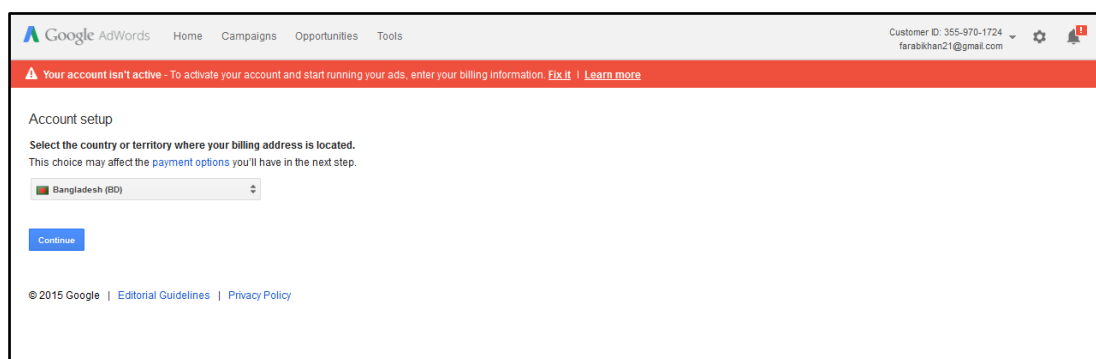 Google AdWords Home Campaigns Opportunities Tools
Customer ID: 355-970-1724
farabikhan21@gmail.com
!
Your account isn't active - To activate your account and start running your ads, enter your billing information. Fix it | Learn more
Account setup
Select the country or territory where your billing address is located.
This choice may affect the payment options you'll have in the next step.
Bangladesh (BD)
Continue
© 2015 Google | Editorial Guidelines | Privacy Policy